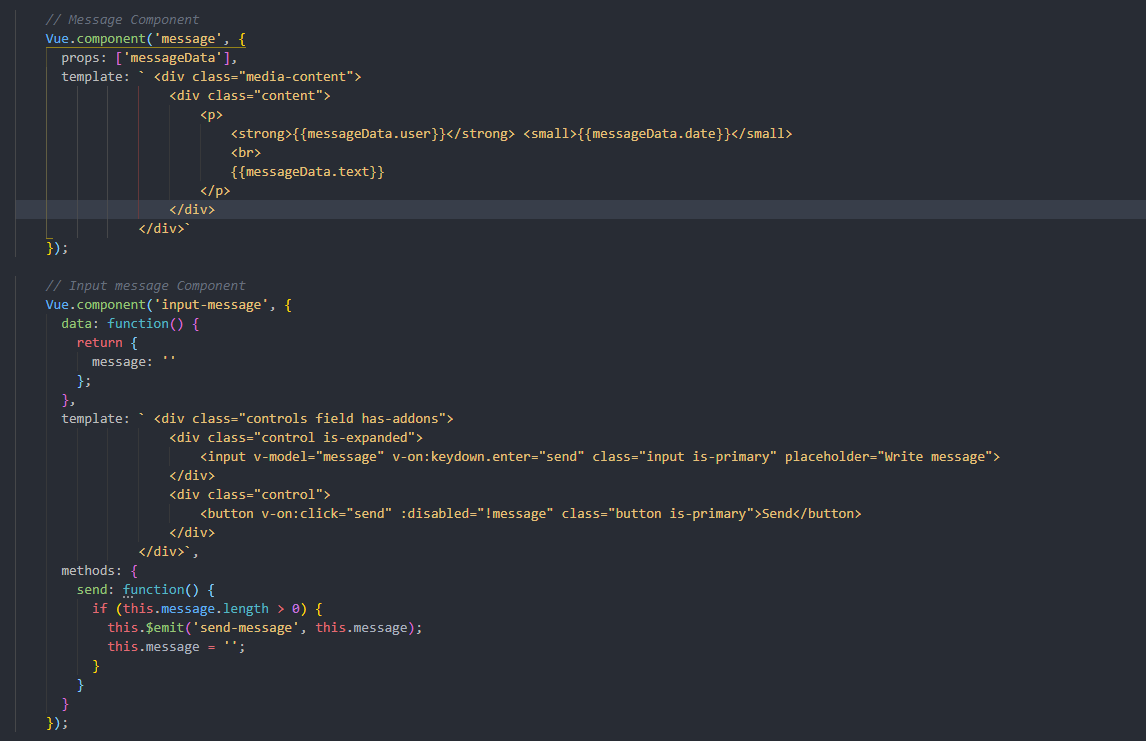 // Message Component
Vue.component('message', {
  props: ['messageData'],
  template: ` <div class="media-content">
                <div class="content">
                    <p>
                        <strong>{{messageData.user}}</strong> <small>{{messageData.date}}</small>
                        <br>
                        {{messageData.text}}
                    </p>
                </div>
            </div>`
});
// Input message Component
Vue.component('input-message', {
  data: function() {
    return {
      message: ''
    };
  },
  template: ` <div class="controls field has-addons">
                <div class="control is-expanded">
                    <input v-model="message" v-on:keydown.enter="send" class="input is-primary" placeholder="Write message">
                </div>
                <div class="control">
                    <button v-on:click="send" :disabled="!message" class="button is-primary">Send</button>
                </div>
            </div>`,
  methods: {
    send: function() {
      if (this.message.length > 0) {
        this.$emit('send-message', this.message);
        this.message = '';
      }
    }
  }
});